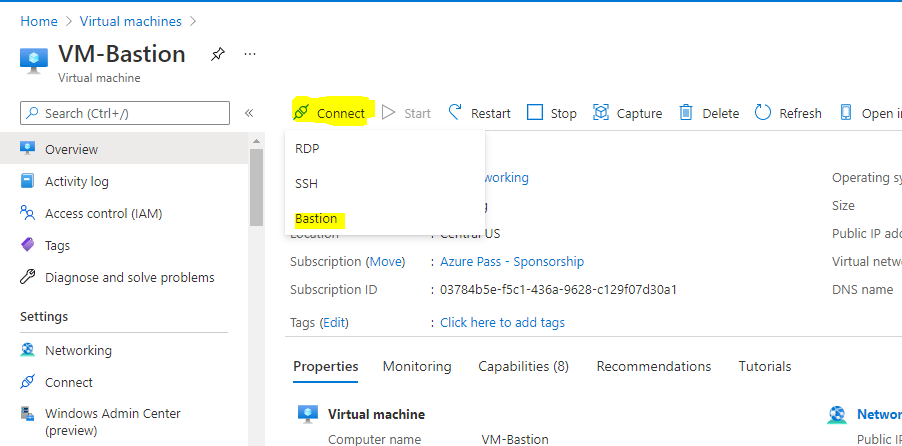 Home > Virtual machines >
VM-Bastion
Virtual machine
Search (Ctrl+/)
«
Connect Start Restart Stop Capture Delete Refresh Open in
RDP
SSH
Bastion
Overview
Activity log
Access control (IAM)
Tags
Diagnose and solve problems
Settings
Networking
Connect
Windows Admin Center
(preview)
working Operating sy
g Size
Location : Central US Public IP add
Subscription (Move) : Azure Pass - Sponsorship Virtual netw
Subscription ID : 03784b5e-f5c1-436a-9628-c129f07d30a1 DNS name
Tags (Edit) : Click here to add tags
Properties Monitoring Capabilities (8) Recommendations Tutorials
Virtual machine Networ
Computer name VM-Bastion Public IP